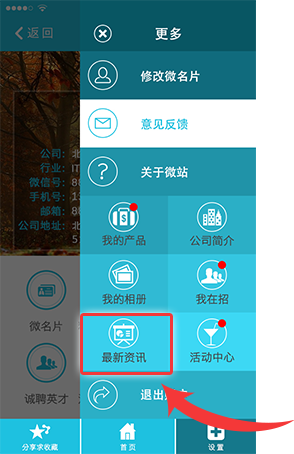 返回
更多
修改微名片
意见反馈
关于微站
公司: 北
行业: IT
微信号: 88
手机号: 1
邮箱: 88
公司地址: 北
5
我的产品
公司简介
我的相册
我在招
微名片
最新资讯
活动中心
诚聘英才
退出
分享求收藏
首页
设置